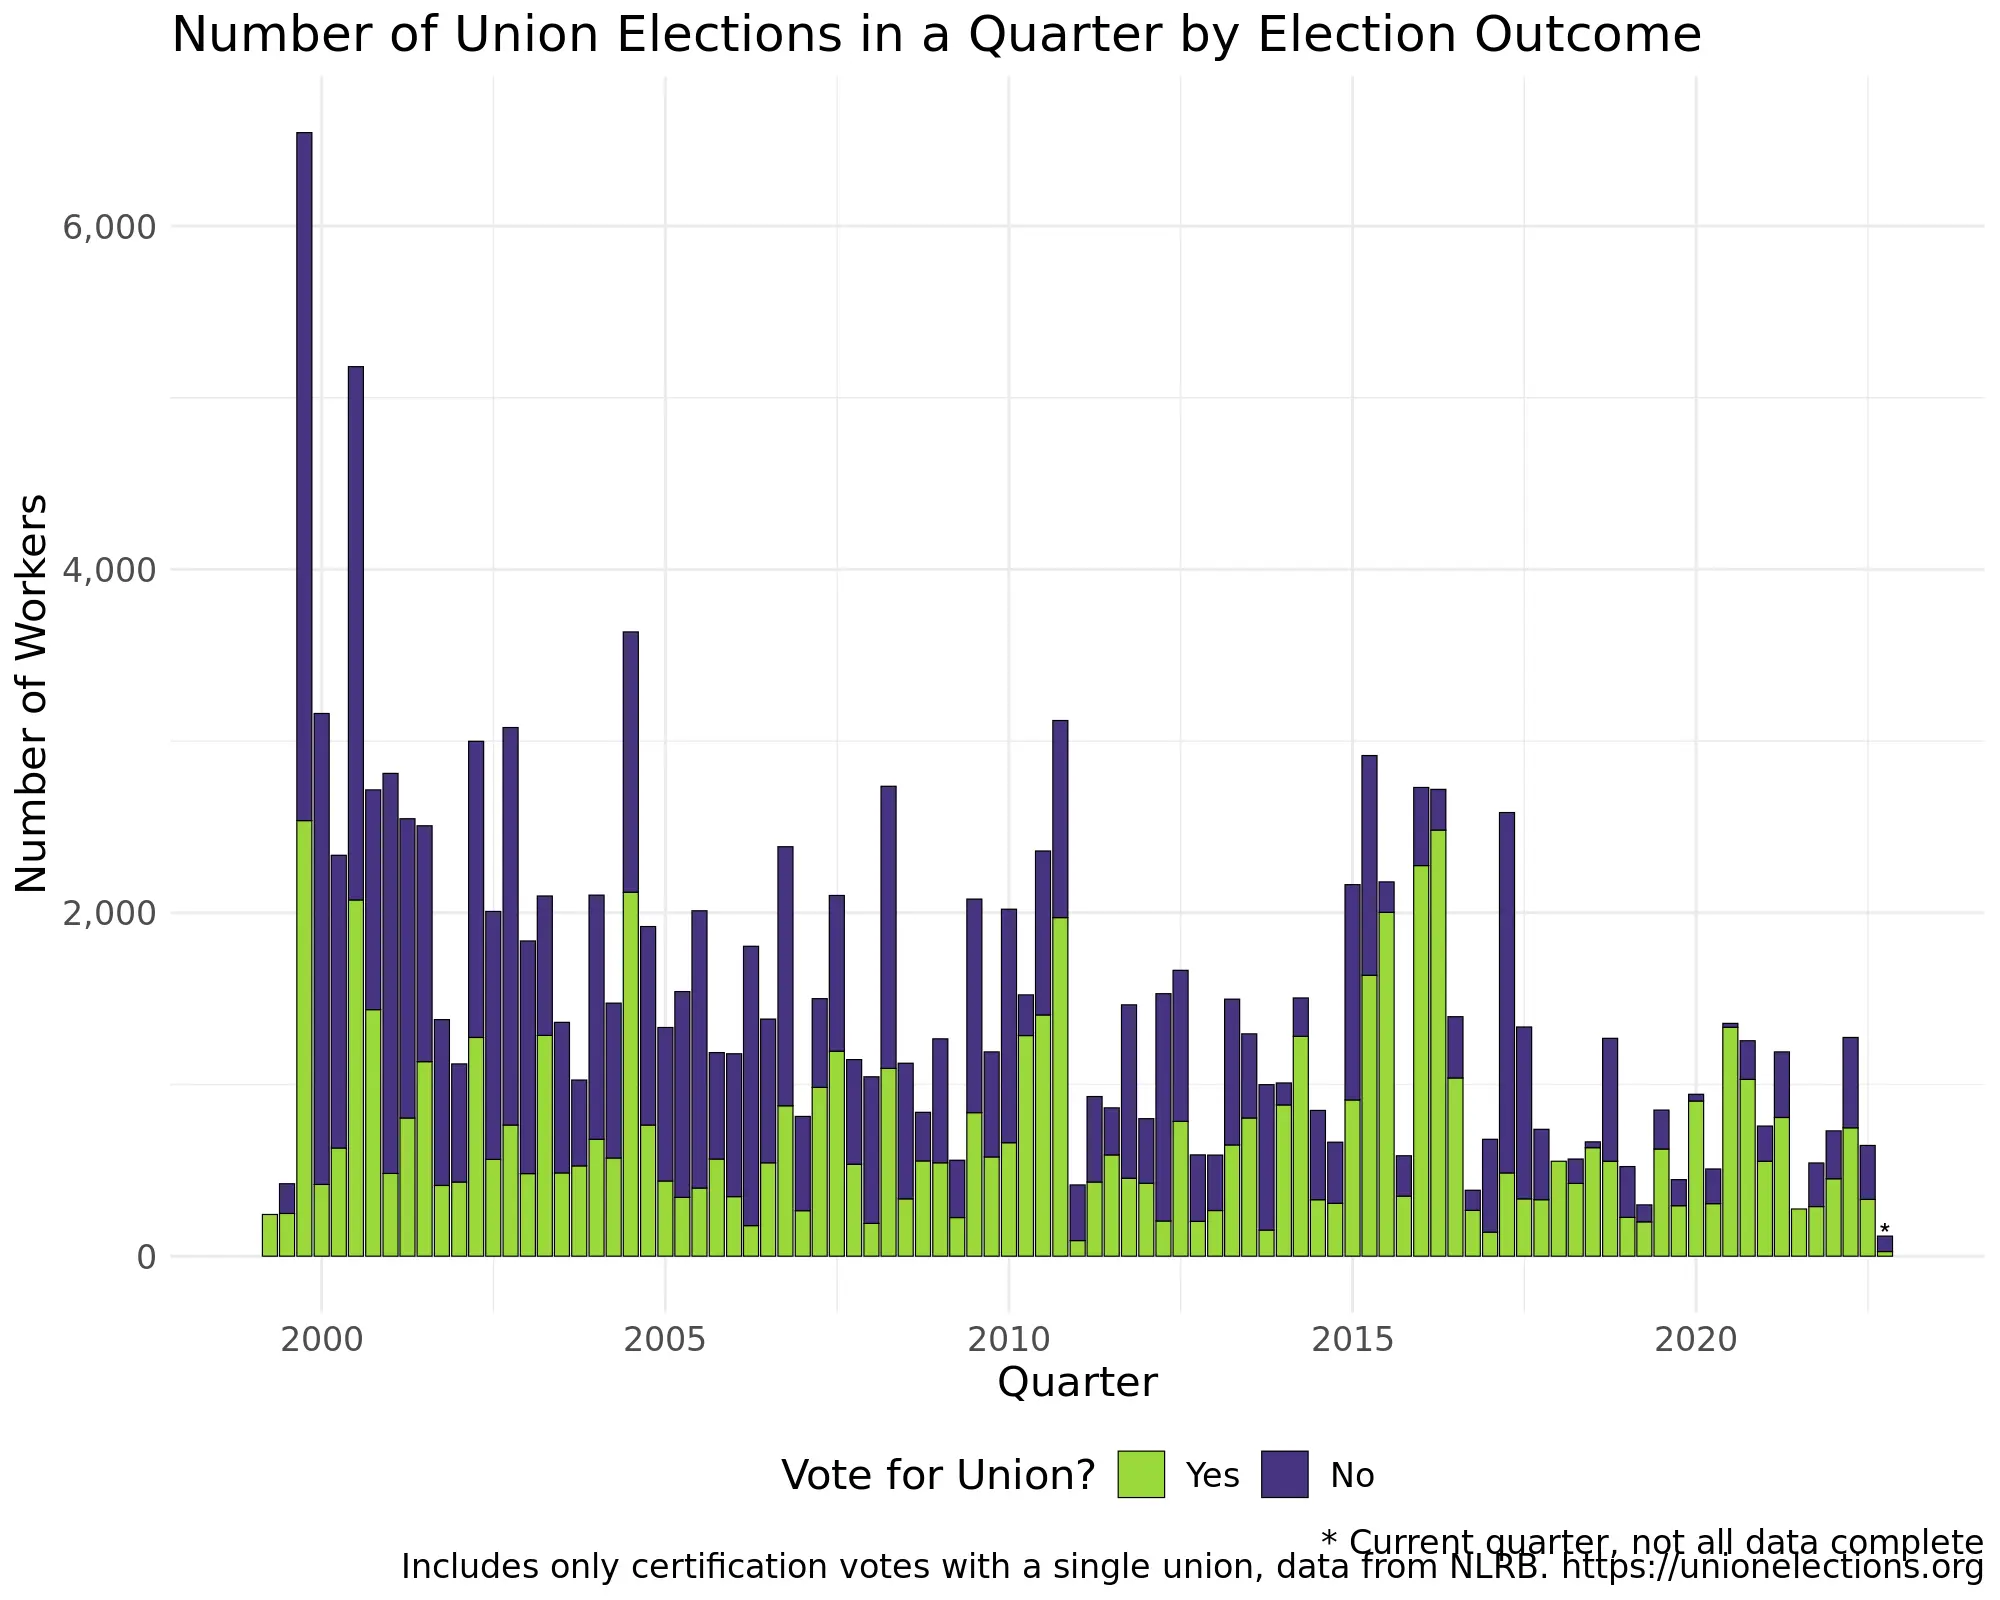 Number of Union Elections in a Quarter by Election Outcome
Number of Workers
6,000
4,000
2,000
0
*
2000 2005 2010 2015 2020
Quarter
Vote for Union? Yes No
* Current quarter, not all data complete
Includes only certification votes with a single union, data from NLRB. https://unionelections.org